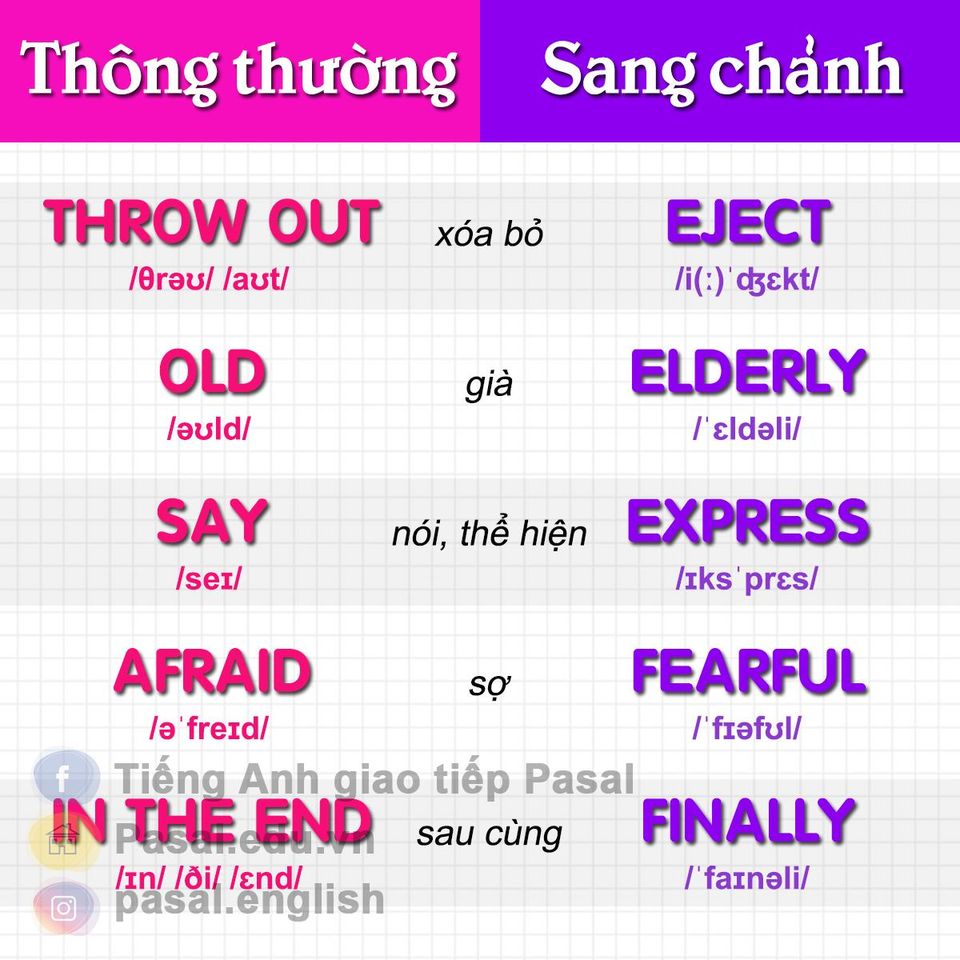 Thông thường Sang chảnh
THROW OUT xóa bỏ EJECT
/θrəʊ/ /aʊt/ /i(ː)ˈʤɛkt/
OLD già ELDERLY
/əʊld/ /ˈɛldəli/
SAY nói, thể hiện EXPRESS
/seɪ/ /ɪksˈprɛs/
AFRAID sợ FEARFUL
/əˈfreɪd/ /ˈfɪəfʊl/
Tiếng Anh giao tiếp Pasal
IN THE END sau cùng FINALLY
Pasal.edu.vn
/ɪn/ /ði/ /ɛnd/ /ˈfaɪnəli/
pasal.english